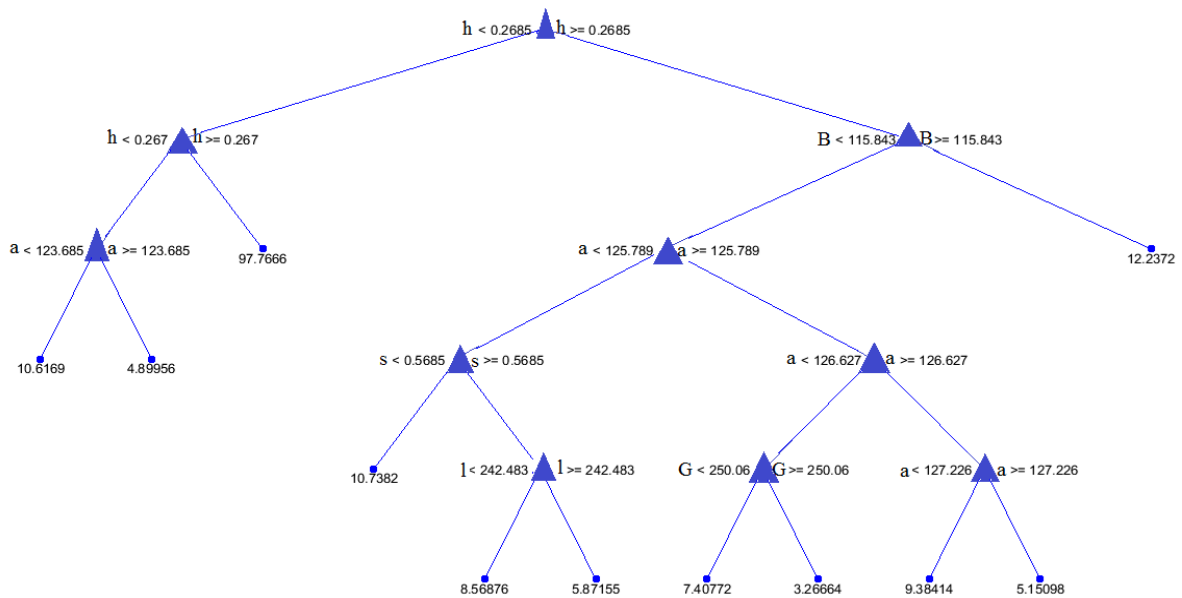 h < 0.2685 h >= 0.2685
h < 0.267 h >= 0.267
B < 115.843 B >= 115.843
a < 123.685 a >= 123.685
97.7666
a < 125.789 a >= 125.789
12.2372
10.6169
4.89956
s < 0.5685 s >= 0.5685
a < 126.627 a >= 126.627
10.7382
l < 242.483 l >= 242.483
G < 250.06 G >= 250.06
a < 127.226 a >= 127.226
8.56876
5.87155
7.40772
3.26664
9.38414
5.15098